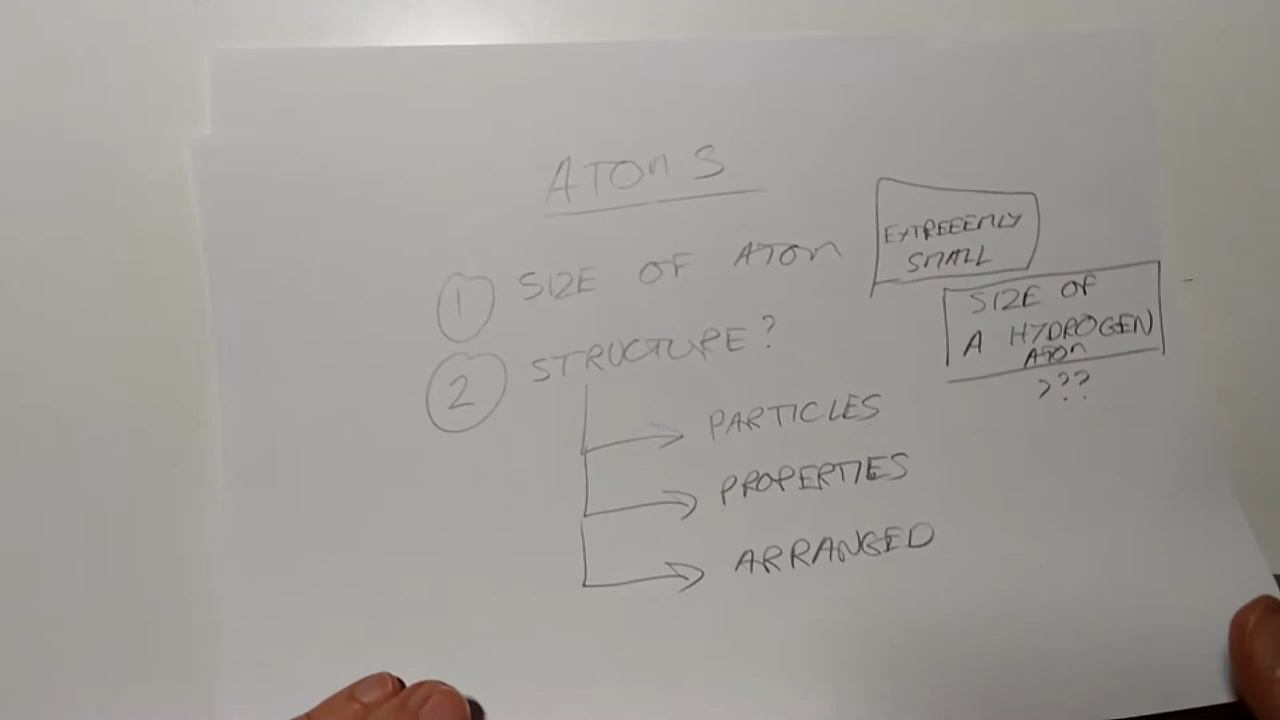 ATOMS
① SIZE OF ATOM
EXTREEEMLY
SMALL
SIZE OF
A HYDROGEN
ATOM
???
② STRUCTURE?
PARTICLES
PROPERTIES
ARRANGED